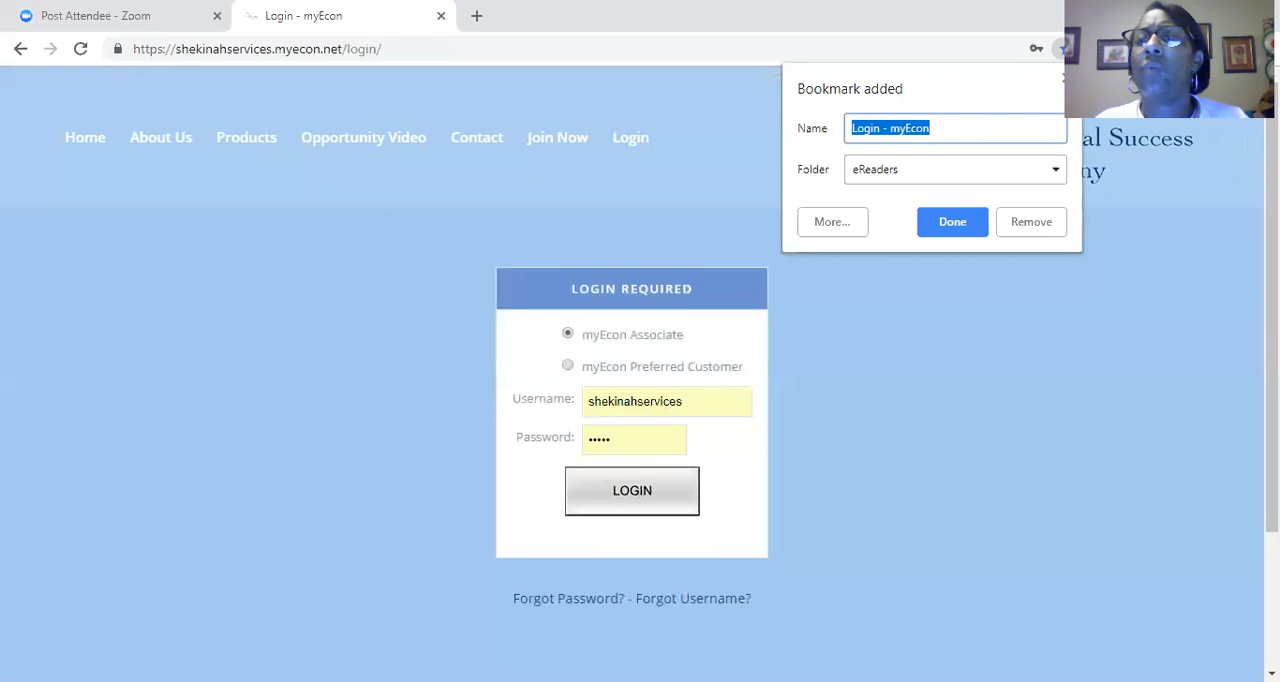 Post Attendee - Zoom
Login - myEcon
https://shekinahservices.myecon.net/login/
Bookmark added
Name Login - myEcon
Folder eReaders
More... Done Remove
Home About Us Products Opportunity Video Contact Join Now Login
al Success
ny
LOGIN REQUIRED
myEcon Associate
myEcon Preferred Customer
Username: shekinahservices
Password: •••••
LOGIN
Forgot Password? - Forgot Username?